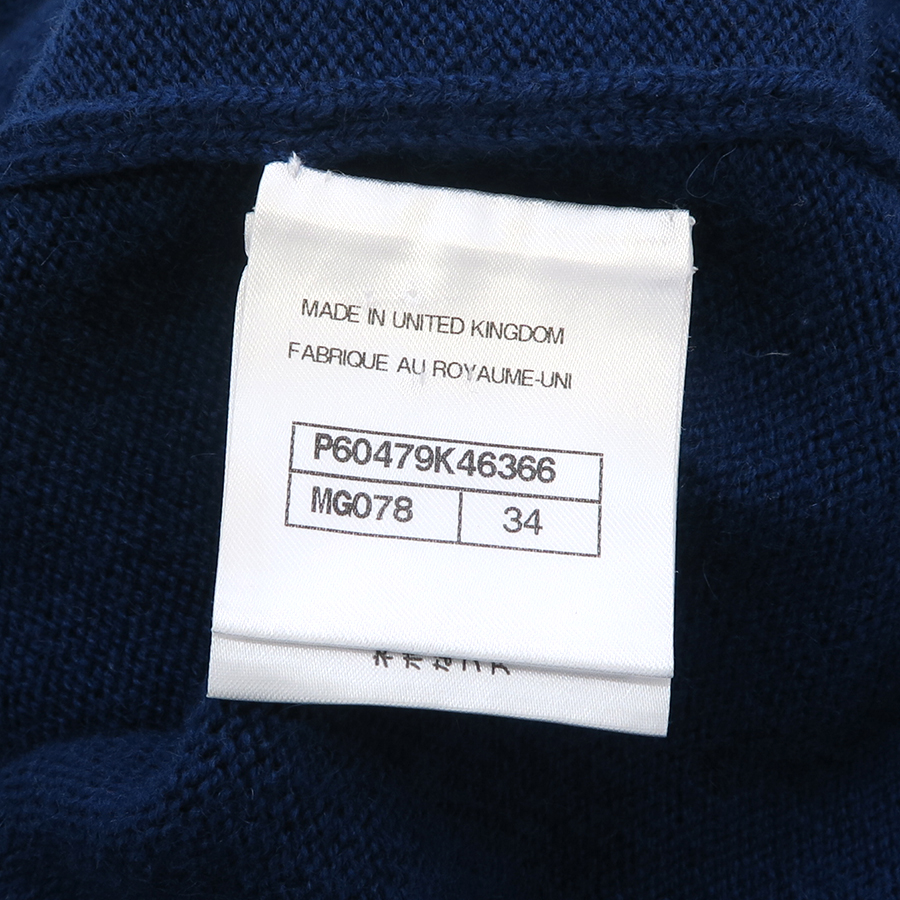 MADE IN UNITED KINGDOM
FABRIQUE AU ROYAUME-UNI
P60479K46366
MG078 34